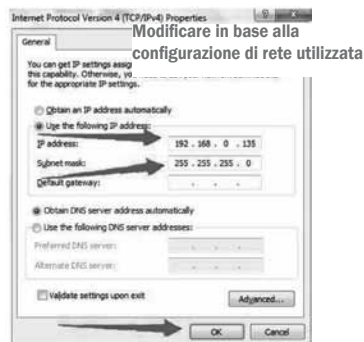 Internet Protocol Version 4 (TCP/IPv4) Properties
General
Modificare in base alla
configurazione di rete utilizzata
You can get IP settings assig
this capability. Otherwise, yo
for the appropriate IP settings.
Obtain an IP address automatically
Use the following IP address:
IP address: 192 . 168 . 0 . 135
Subnet mask: 255 . 255 . 255 . 0
Default gateway: . . .
Obtain DNS server address automatically
Use the following DNS server addresses:
Preferred DNS server: . . .
Alternate DNS server: . . .
Validate settings upon exit
Advanced...
OK Cancel